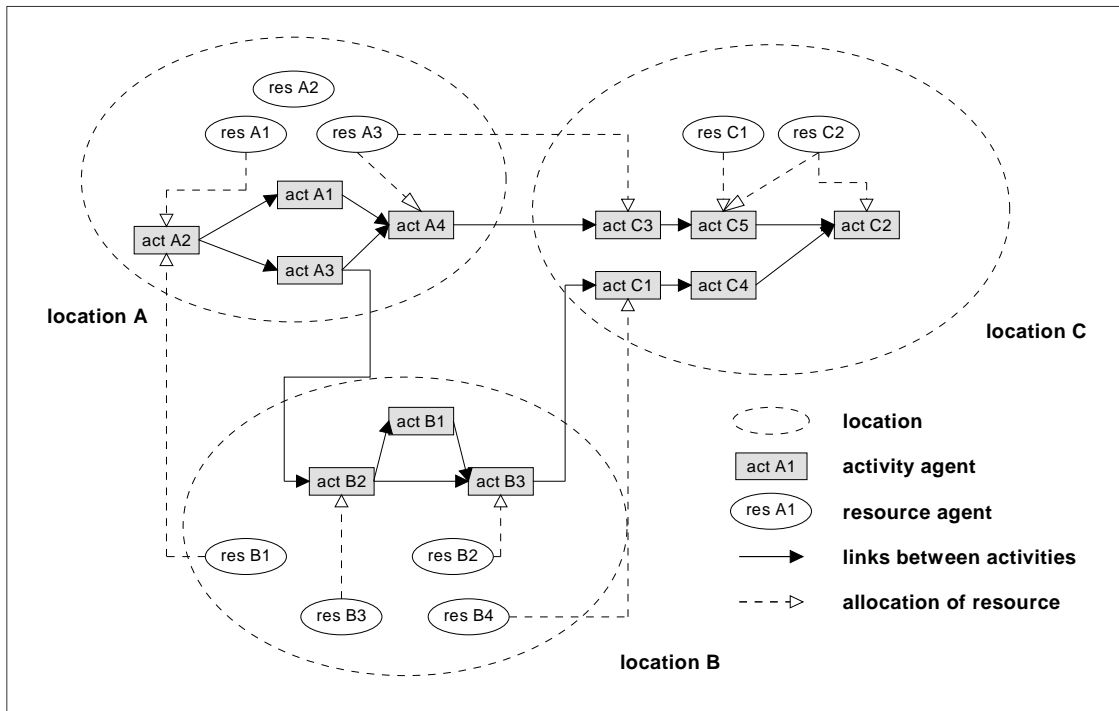 res A2
res A1
res A3
act A1
act A2
act A4
act A3
location A
res C1
res C2
act C3
act C5
act C2
act C1
act C4
location C
act B1
act B2
act B3
res B1
res B2
res B3
res B4
location B
location
act A1
activity agent
res A1
resource agent
links between activities
allocation of resource